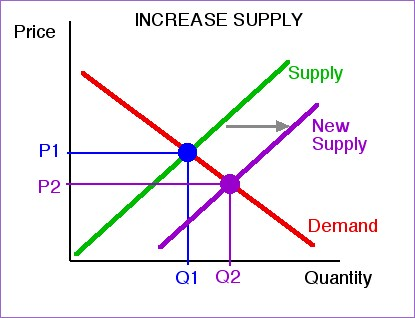 INCREASE SUPPLY
Price
Supply
New
Supply
P1
P2
Demand
Q1
Q2
Quantity